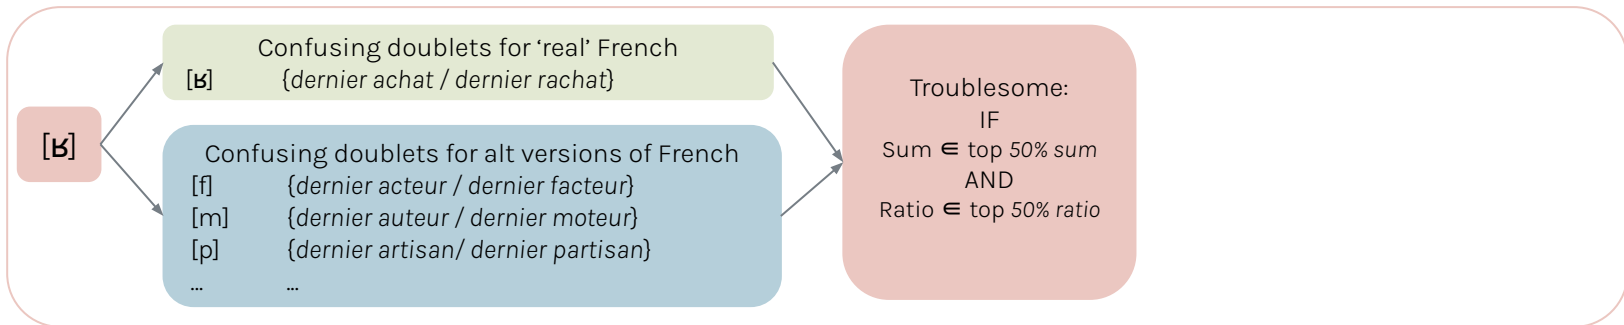 [ʁ]
Confusing doublets for ‘real’ French
[ʁ] {dernier achat / dernier rachat}
Confusing doublets for alt versions of French
[f] {dernier acteur / dernier facteur}
[m] {dernier auteur / dernier moteur}
[p] {dernier artisan/ dernier partisan}
... ...
Troublesome:
IF
Sum ∈ top 50% sum
AND
Ratio ∈ top 50% ratio